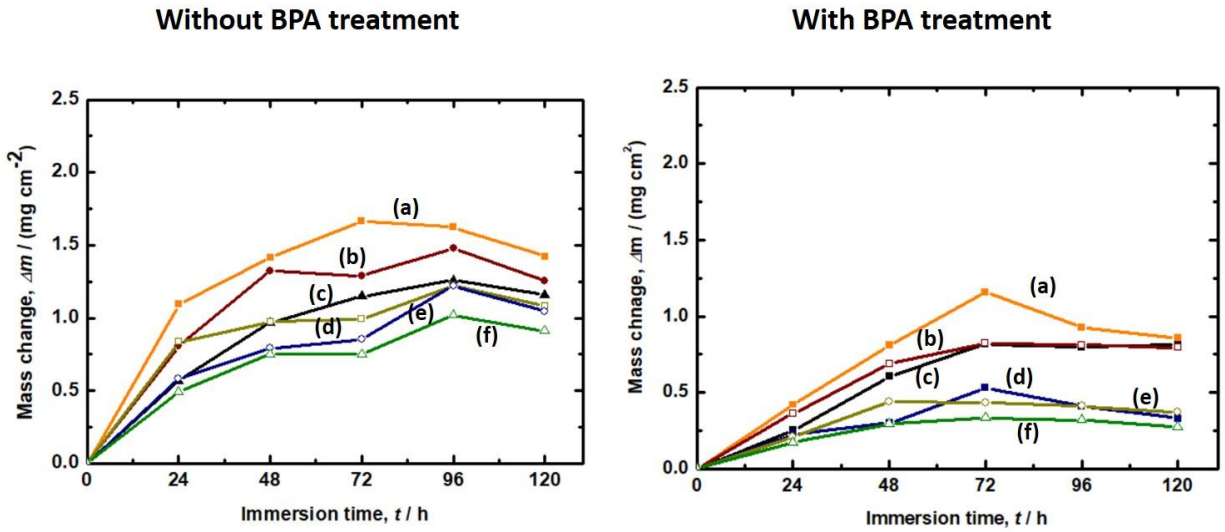 Without BPA treatment
Mass change, Δm / (mg cm-2)
2.5
2.0
1.5
1.0
0.5
0.0
(a)
(b)
(c)
(d)
(e)
(f)
0 24 48 72 96 120
Immersion time, t / h
With BPA treatment
Mass chnage, Δm / (mg cm2)
2.5
2.0
1.5
1.0
0.5
0.0
(a)
(b)
(c)
(d)
(e)
(f)
0 24 48 72 96 120
Immersion time, t / h